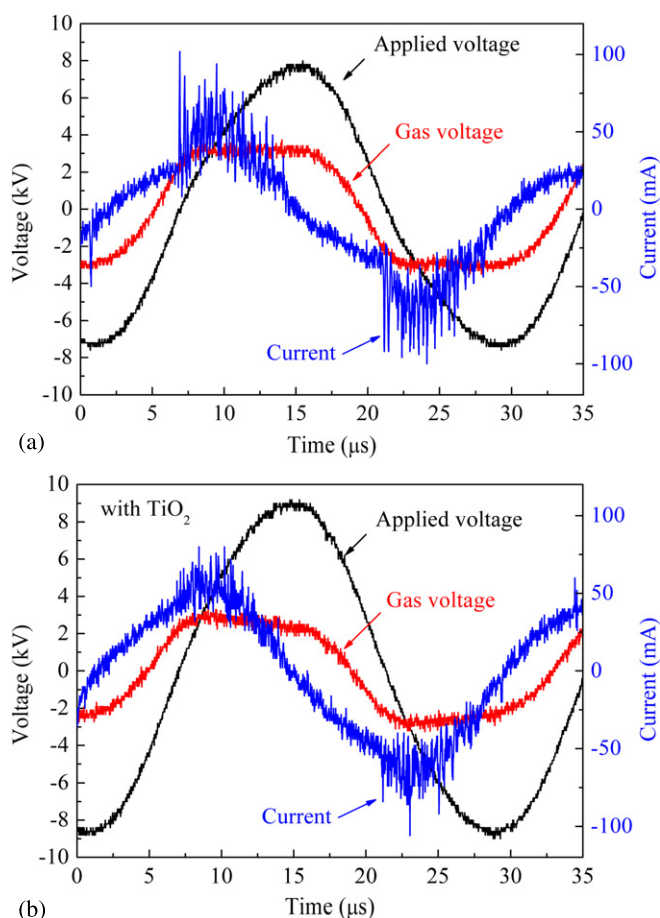 10
8
6
4
2
0
-2
-4
-6
-8
-10
Voltage (kV)
100
50
0
-50
-100
Current (mA)
Applied voltage
Gas voltage
Current
0 5 10 15 20 25 30 35
Time (μs)
(a)
10
8
6
4
2
0
-2
-4
-6
-8
-10
Voltage (kV)
100
50
0
-50
-100
Current (mA)
with TiO₂
Applied voltage
Gas voltage
Current
0 5 10 15 20 25 30 35
Time (μs)
(b)